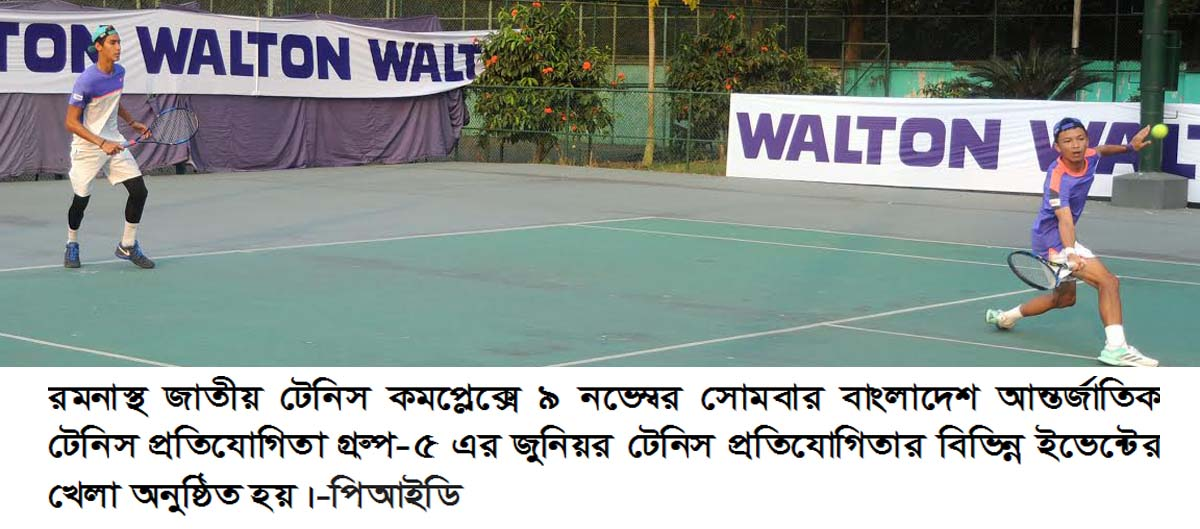 TON WALTON WALT
WALTON WA
রমনাস্থ জাতীয় টেনিস কমপ্লেক্সে ৯ নভেম্বর সোমবার বাংলাদেশ আন্তর্জাতিক
টেনিস প্রতিযোগিতা গ্রুপ-৫ এর জুনিয়র টেনিস প্রতিযোগিতার বিভিন্ন ইভেন্টের
খেলা অনুষ্ঠিত হয়।-পিআইডি